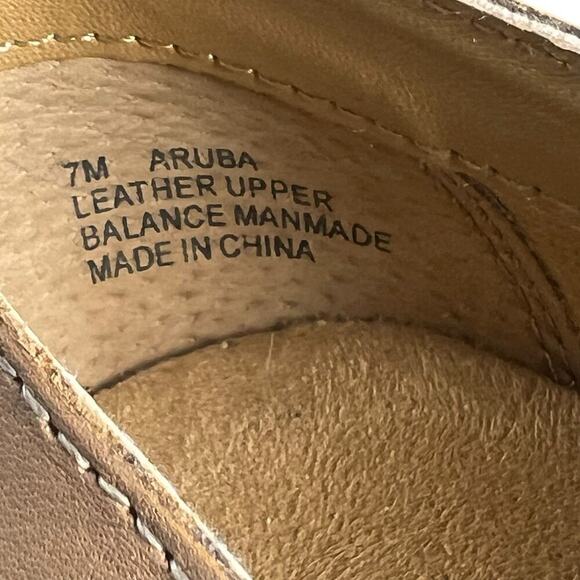 7M ARUBA
LEATHER UPPER
BALANCE MANMADE
MADE IN CHINA